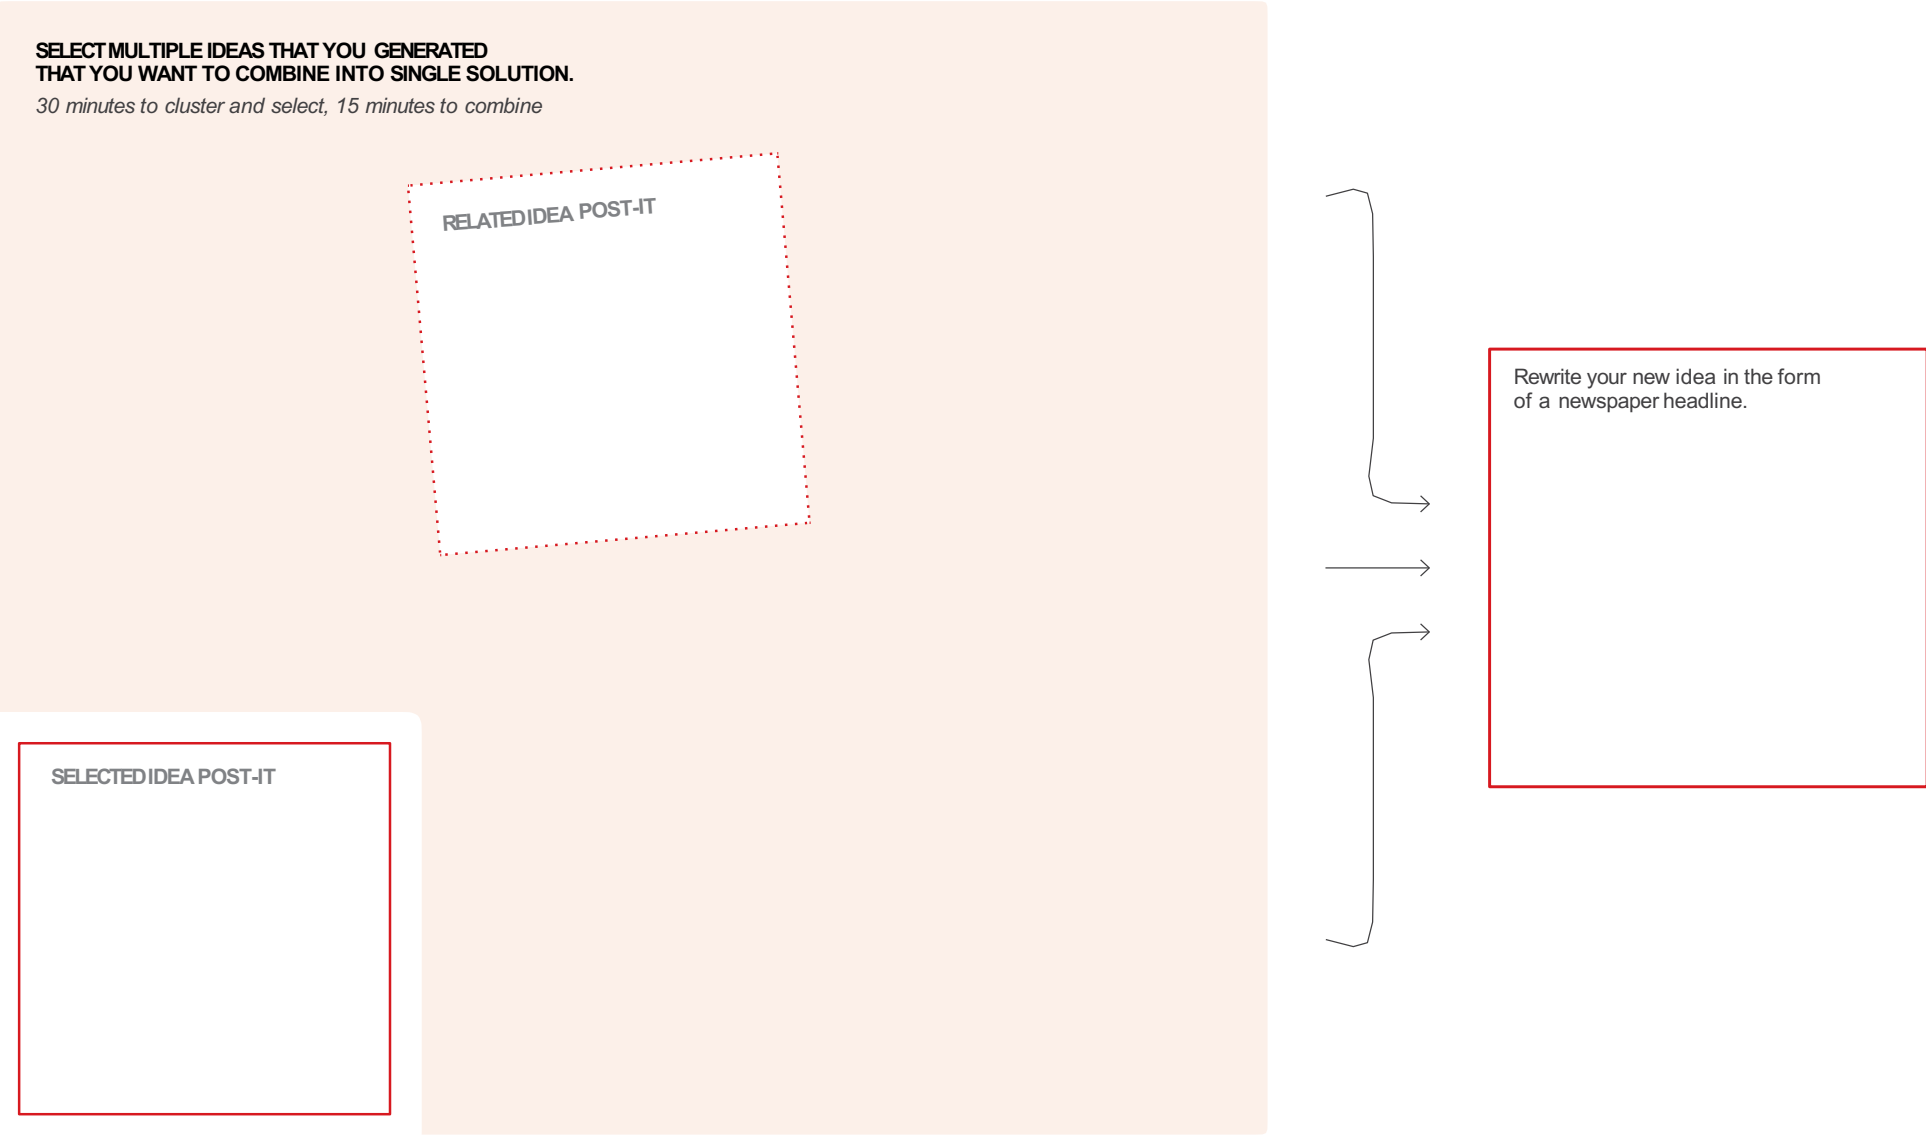 SELECT MULTIPLE IDEAS THAT YOU GENERATED
THAT YOU WANT TO COMBINE INTO SINGLE SOLUTION.
30 minutes to cluster and select, 15 minutes to combine
RELATED IDEA POST-IT
Rewrite your new idea in the form
of a newspaper headline.
SELECTED IDEA POST-IT